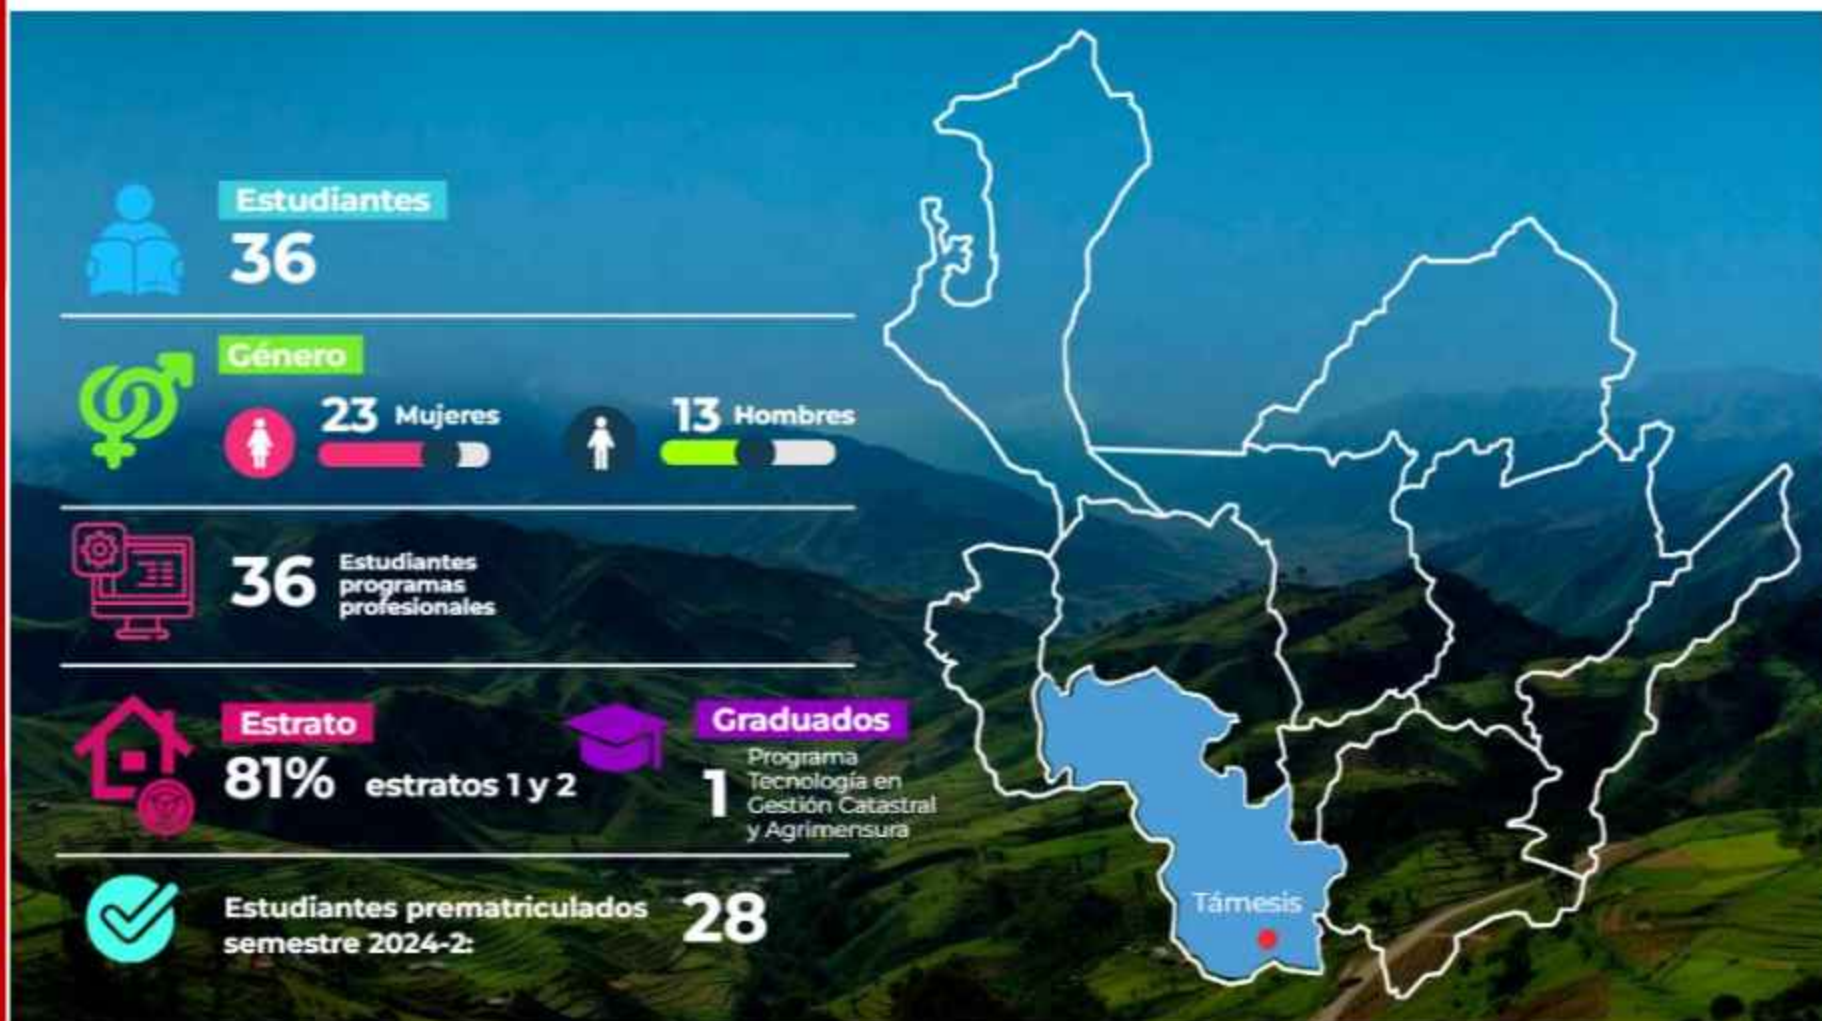 Estudiantes
36
Género
23 Mujeres
13 Hombres
36 Estudiantes
programas
profesionales
Estrato
81% estratos 1 y 2
Graduados
1 Programa
Tecnología en
Gestión Catastral
y Agrimensura
Estudiantes prematriculados
semestre 2024-2:
28
Támesis